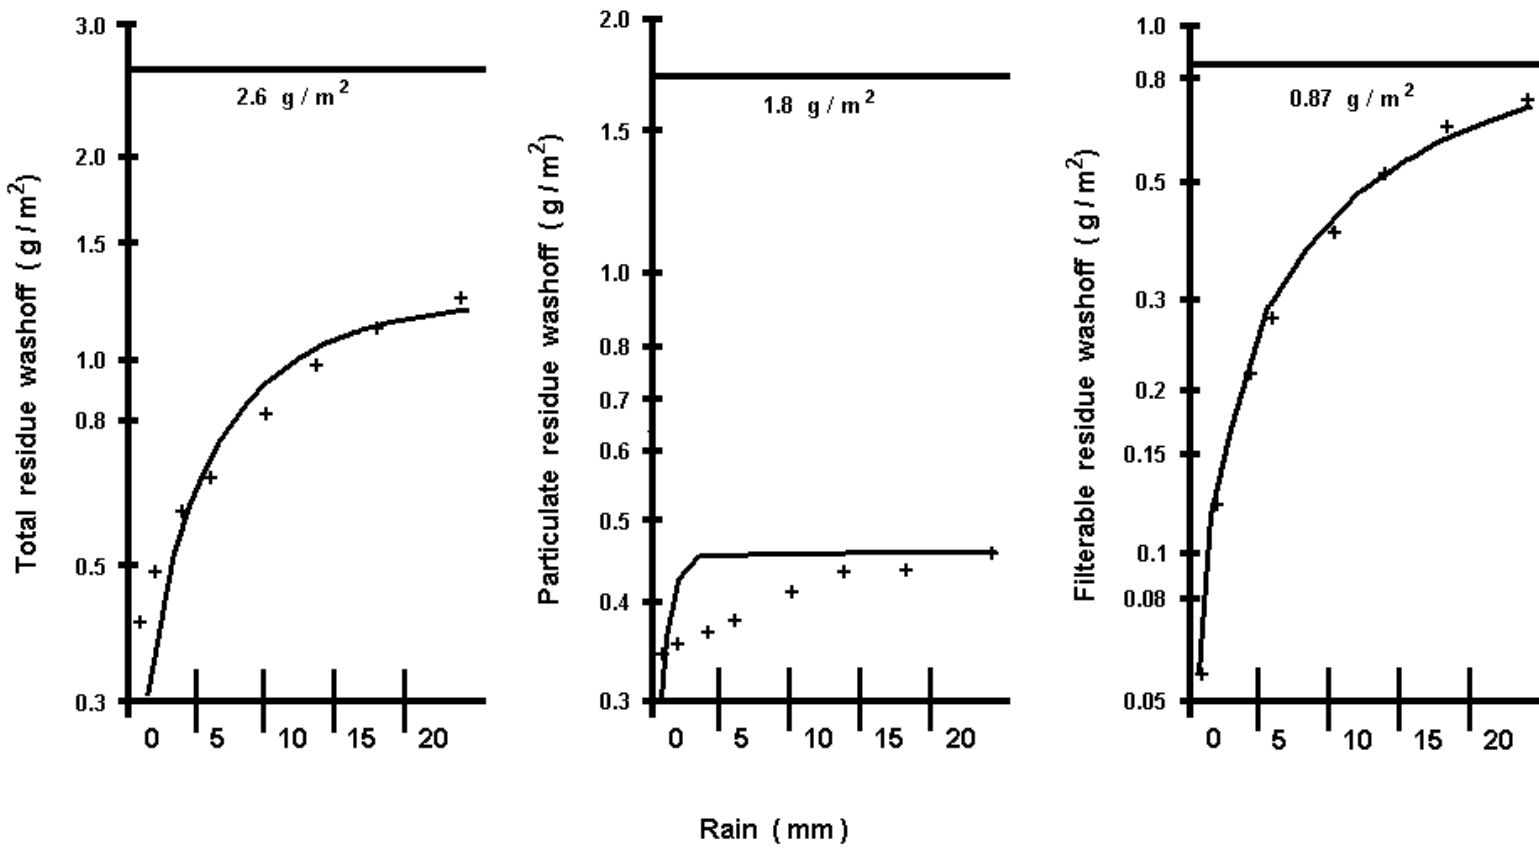 Total residue washoff ( g / m²)
3.0
2.0
1.5
1.0
0.8
0.5
0.3
2.6 g / m²
0 5 10 15 20
Particulate residue washoff ( g / m²)
2.0
1.5
1.0
0.8
0.7
0.6
0.5
0.4
0.3
1.8 g / m²
0 5 10 15 20
Filterable residue washoff ( g / m²)
1.0
0.8
0.5
0.3
0.2
0.15
0.1
0.08
0.05
0.87 g / m²
0 5 10 15 20
Rain ( mm )